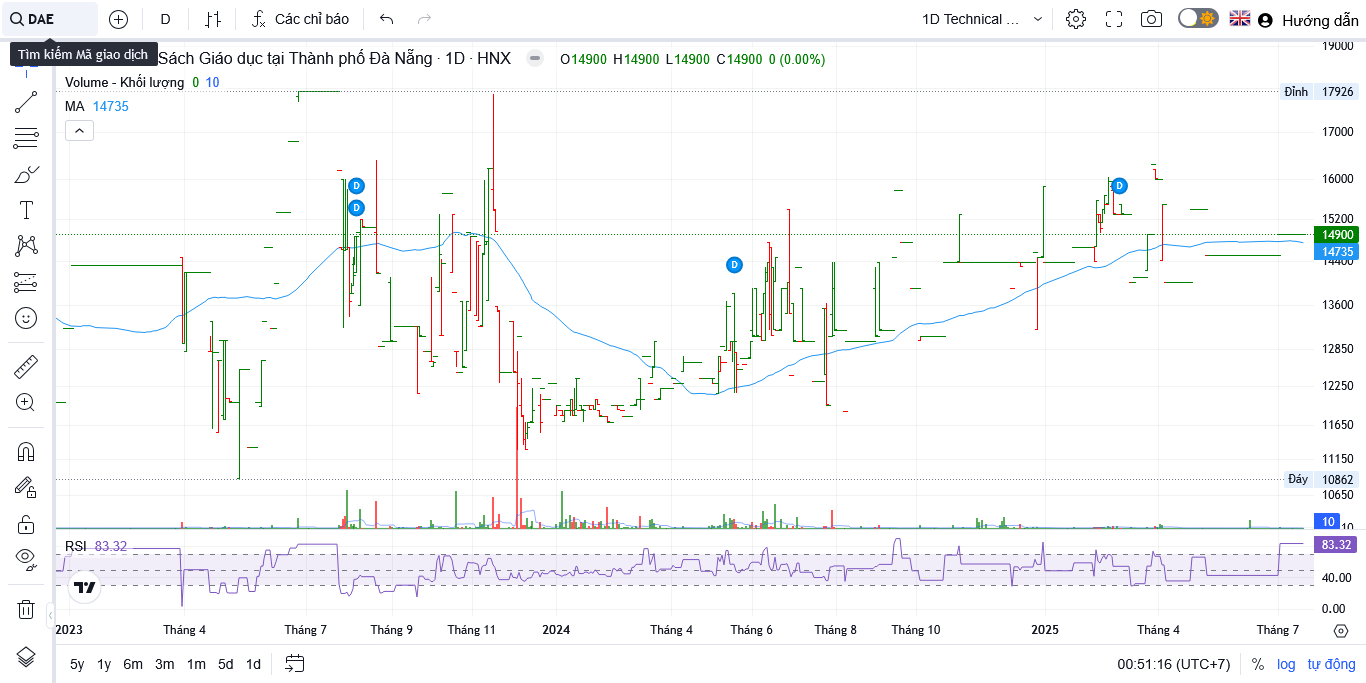 DAE
D
Các chỉ báo
1D Technical ...
Hướng dẫn
Tìm kiếm Mã giao dịch
Sách Giáo dục tại Thành phố Đà Nẵng · 1D · HNX
O14900 H14900 L14900 C14900 0 (0.00%)
Volume - Khối lượng 0 10
MA 14735
19000
Đỉnh 17926
17000
16000
15200
14900
14735
14400
13600
12850
12250
11650
11150
Đáy 10862
10650
10
10
D
D
D
D
RSI 83.32
83.32
40.00
0.00
2023 Tháng 4 Tháng 7 Tháng 9 Tháng 11 2024 Tháng 4 Tháng 6 Tháng 8 Tháng 10 2025 Tháng 4 Tháng 7
5y 1y 6m 3m 1m 5d 1d
00:51:16 (UTC+7) % log tự động